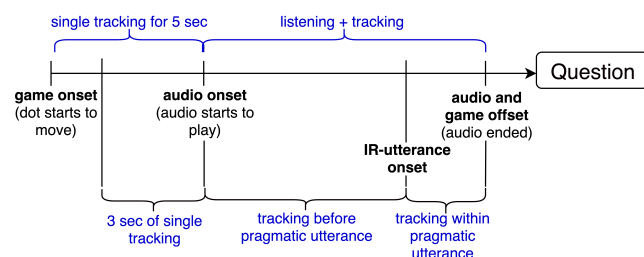 single tracking for 5 sec
listening + tracking
Question
game onset
(dot starts to
move)
audio onset
(audio starts to
play)
audio and
game offset
(audio ended)
IR-utterance
onset
3 sec of single
tracking
tracking before
pragmatic utterance
tracking within
pragmatic
utterance